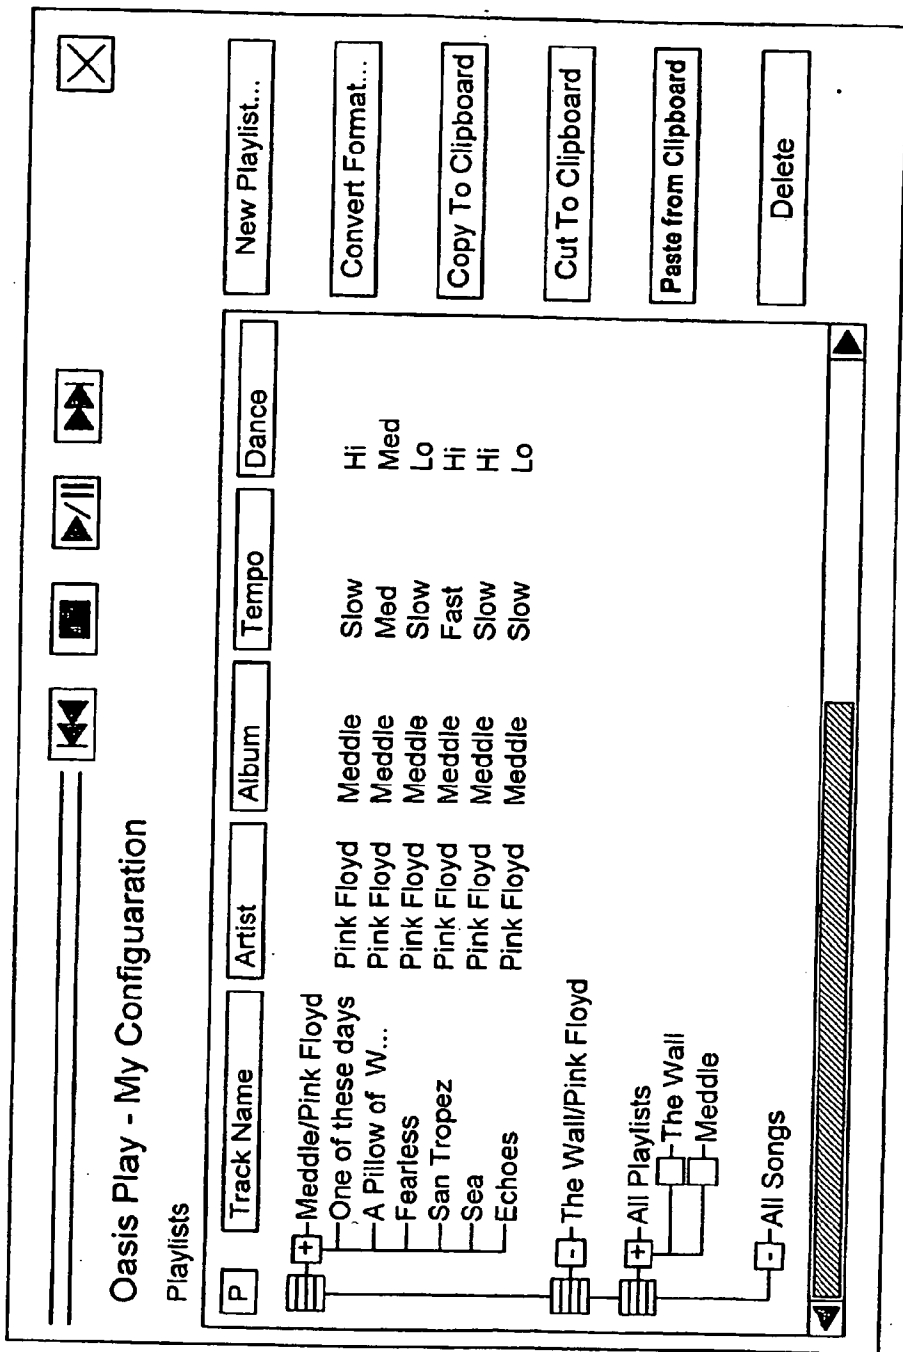 Oasis Play - My Configuaration
Playlists
P Track Name Artist Album Tempo Dance
+ Meddle/Pink Floyd
One of these days Pink Floyd Meddle Slow Hi
A Pillow of W... Pink Floyd Meddle Med Med
Fearless Pink Floyd Meddle Slow Lo
San Tropez Pink Floyd Meddle Fast Hi
Sea Pink Floyd Meddle Slow Hi
Echoes Pink Floyd Meddle Slow Lo
- The Wall/Pink Floyd
+ All Playlists
The Wall
Meddle
- All Songs
New Playlist...
Convert Format...
Copy To Clipboard
Cut To Clipboard
Paste from Clipboard
Delete